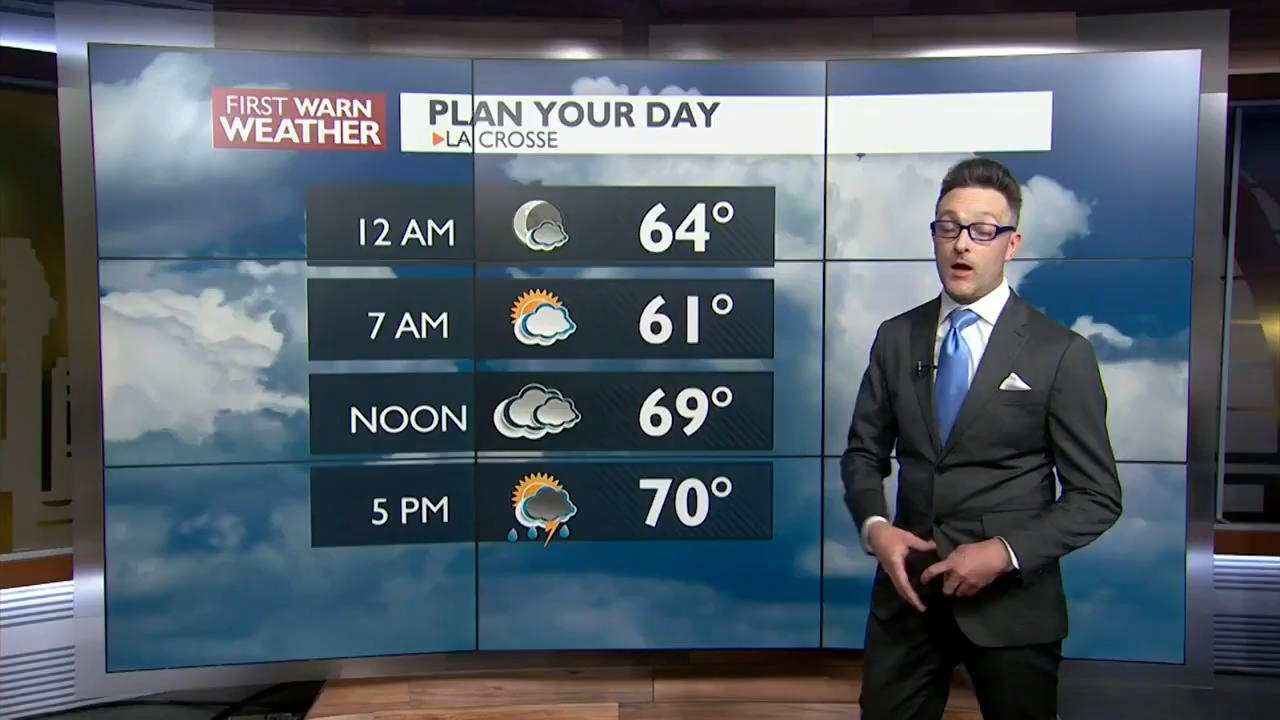 FIRST WARN
WEATHER
PLAN YOUR DAY
LA CROSSE
12 AM 64°
7 AM 61°
NOON 69°
5 PM 70°